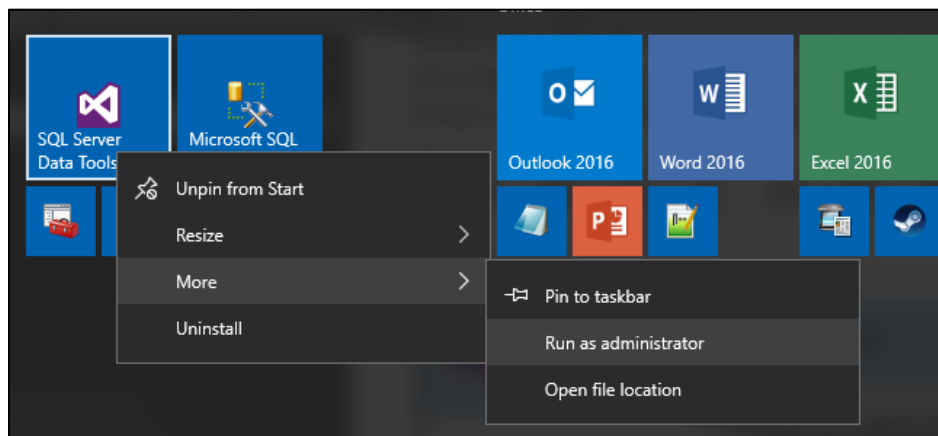 SQL Server
Data Tools
Microsoft SQL
Outlook 2016
Word 2016
Excel 2016
Unpin from Start
Resize
More
Uninstall
Pin to taskbar
Run as administrator
Open file location